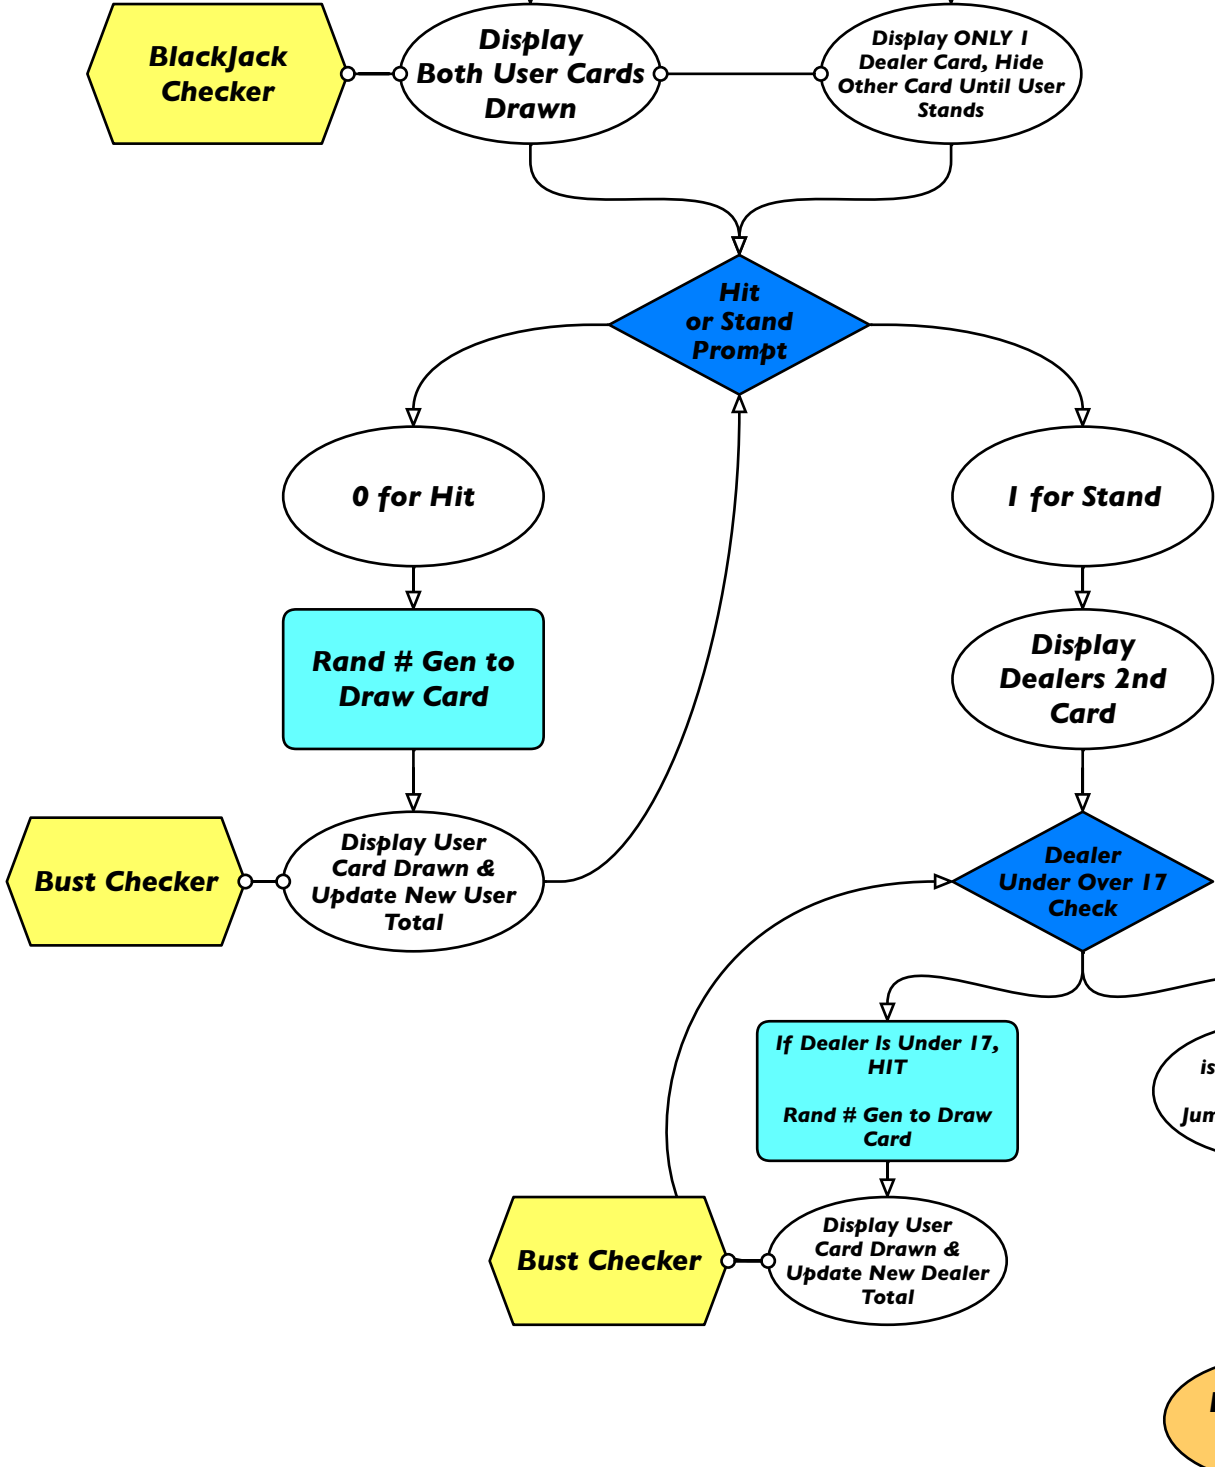 BlackJack
Checker
Display
Both User Cards
Drawn
Display ONLY 1
Dealer Card, Hide
Other Card Until User
Stands
Hit
or Stand
Prompt
0 for Hit
1 for Stand
Rand # Gen to
Draw Card
Display
Dealers 2nd
Card
Bust Checker
Display User
Card Drawn &
Update New User
Total
Dealer
Under Over 17
Check
If Dealer Is Under 17,
HIT
Rand # Gen to Draw
Card
is
Jum
Bust Checker
Display User
Card Drawn &
Update New Dealer
Total